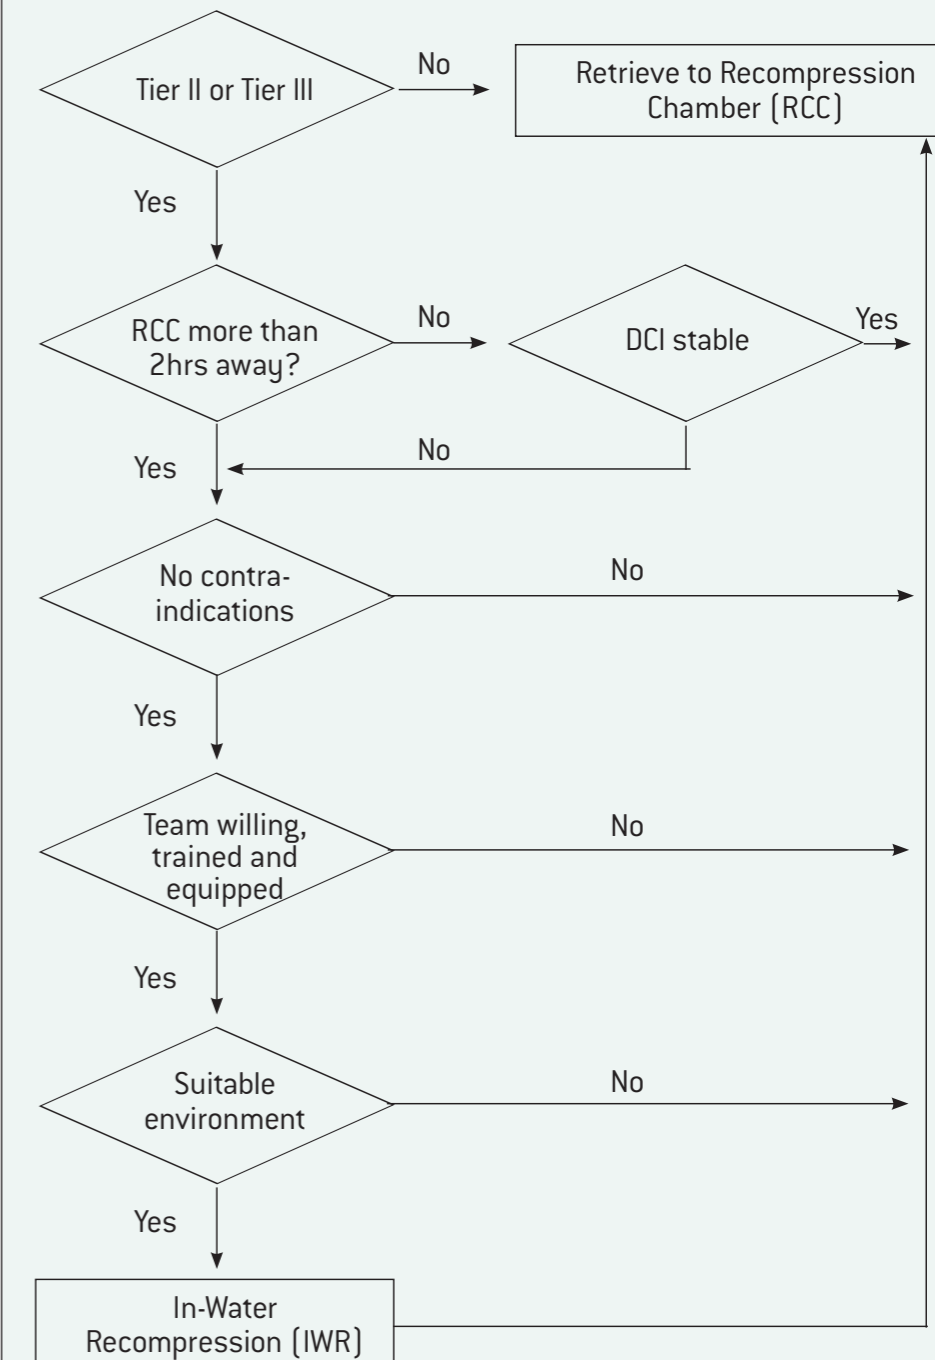 Tier II or Tier III
No
Retrieve to Recompression
Chamber (RCC)
Yes
RCC more than
2hrs away?
No
DCI stable
Yes
No
Yes
No contra-
indications
No
Yes
Team willing,
trained and
equipped
No
Yes
Suitable
environment
No
Yes
In-Water
Recompression (IWR)